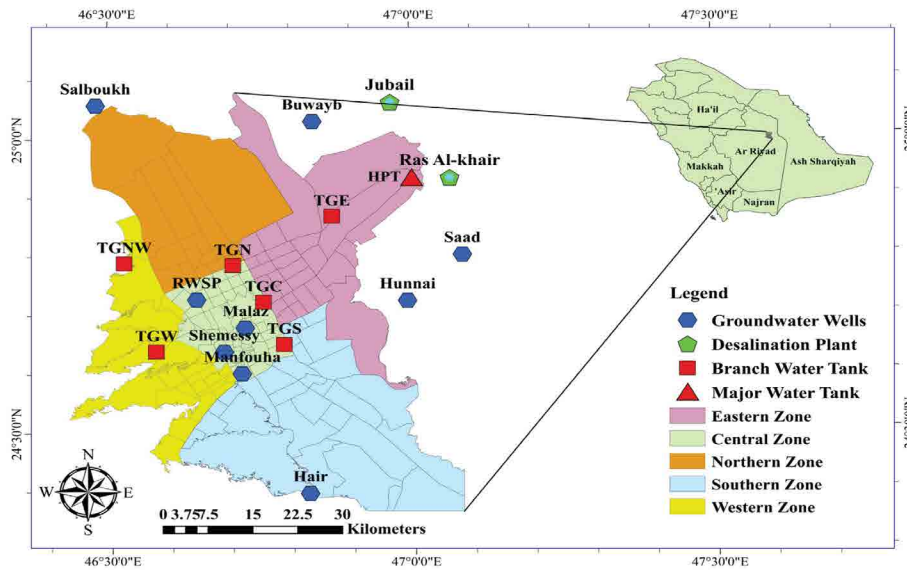 46°30'0"E 47°0'0"E 47°30'0"E
Salboukh
Jubail
Buwayb
25°0'0"N
Ras Al-khair
HPT
TGE
Saad
TGNW
TGN
RWSP
TGC
Hunnai
Malaz
Shemessy
TGS
TGW
Manfouha
24°30'0"N
Hair
N
W E
S
0 3.75 7.5 15 22.5 30
Kilometers
Ha'il
Ar Riyad
Ash Sharqiyah
Makkah
'Asir
Najran
Legend
Groundwater Wells
Desalination Plant
Branch Water Tank
Major Water Tank
Eastern Zone
Central Zone
Northern Zone
Southern Zone
Western Zone
46°30'0"E 47°0'0"E 47°30'0"E